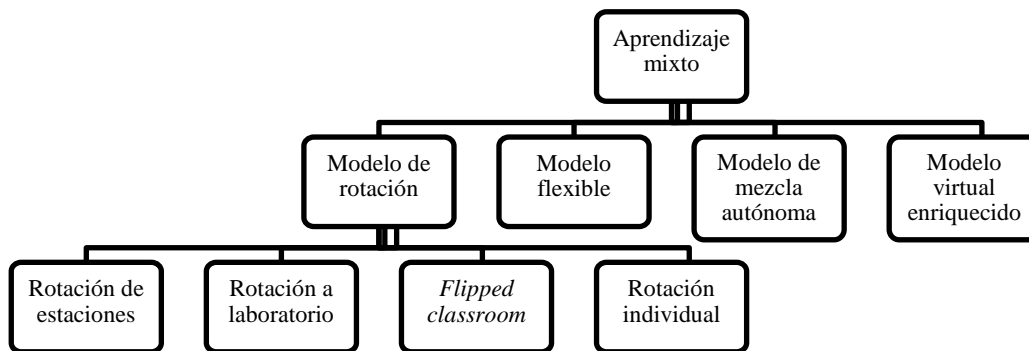 Aprendizaje
mixto
Modelo de
rotación
Modelo
flexible
Modelo de
mezcla
autónoma
Modelo
virtual
enriquecido
Rotación de
estaciones
Rotación a
laboratorio
Flipped
classroom
Rotación
individual